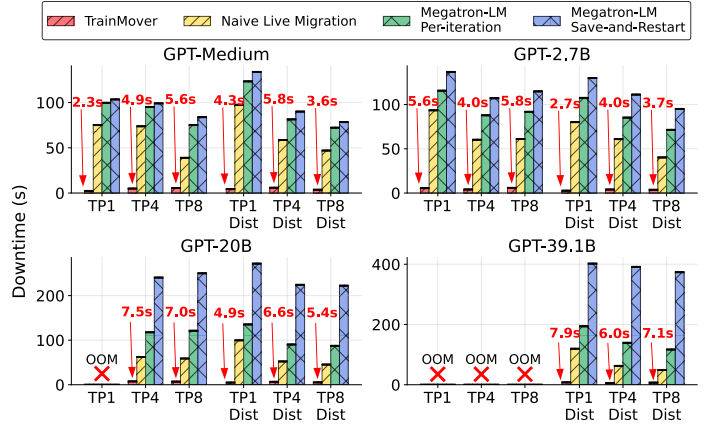 TrainMover
Naive Live Migration
Megatron-LM
Per-iteration
Megatron-LM
Save-and-Restart
GPT-Medium
GPT-2.7B
100
50
0
2.3s
4.9s
5.6s
4.3s
5.8s
3.6s
TP1
TP4
TP8
TP1
Dist
TP4
Dist
TP8
Dist
100
50
0
5.6s
4.0s
5.8s
2.7s
4.0s
3.7s
TP1
TP4
TP8
TP1
Dist
TP4
Dist
TP8
Dist
Downtime (s)
GPT-20B
GPT-39.1B
200
100
0
OOM
7.5s
7.0s
4.9s
6.6s
5.4s
TP1
TP4
TP8
TP1
Dist
TP4
Dist
TP8
Dist
400
200
0
OOM
OOM
OOM
7.9s
6.0s
7.1s
TP1
TP4
TP8
TP1
Dist
TP4
Dist
TP8
Dist